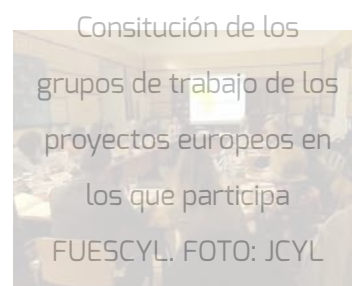 Consitución de los
grupos de trabajo de los
proyectos europeos en
los que participa
FUESCYL. FOTO: JCYL